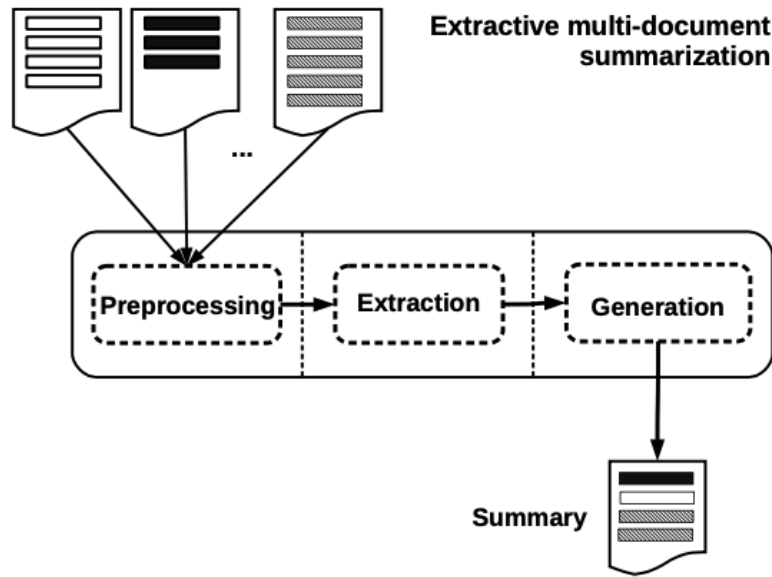 Extractive multi-document
summarization
...
Preprocessing
Extraction
Generation
Summary